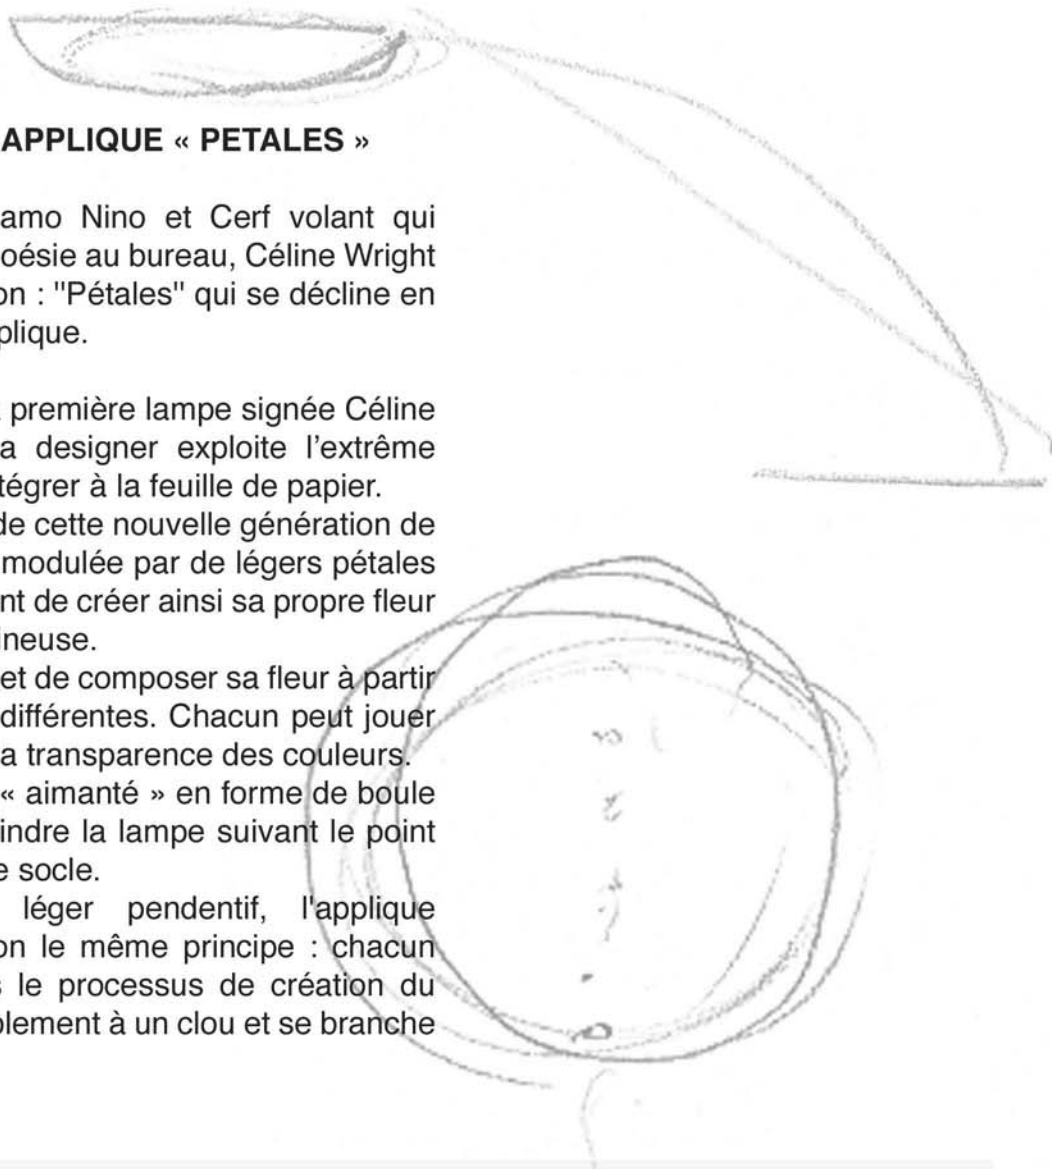 APPLIQUE « PETALES »
amo Nino et Cerf volant qui
oésie au bureau, Céline Wright
on : "Pétales" qui se décline en
plique.
première lampe signée Céline
a designer exploite l'extrême
tégrer à la feuille de papier.
de cette nouvelle génération de
modulée par de légers pétales
nt de créer ainsi sa propre fleur
ineuse.
et de composer sa fleur à partir
différentes. Chacun peut jouer
a transparence des couleurs.
« aimanté » en forme de boule
indre la lampe suivant le point
e socle.
léger pendentif, l'applique
on le même principe : chacun
s le processus de création du
plement à un clou et se branche